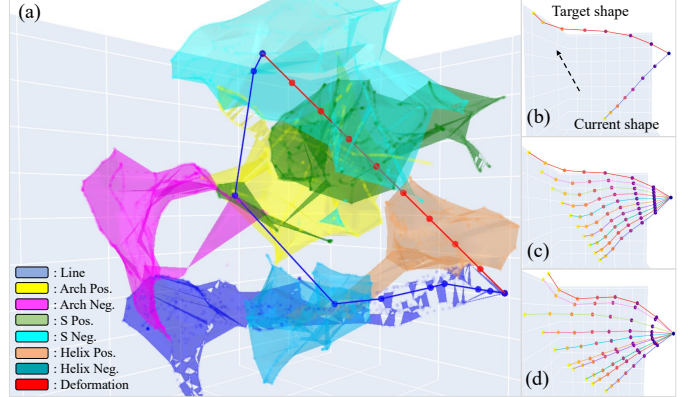 (a)
: Line
: Arch Pos.
: Arch Neg.
: S Pos.
: S Neg.
: Helix Pos.
: Helix Neg.
: Deformation
Target shape
(b)
Current shape
(c)
(d)